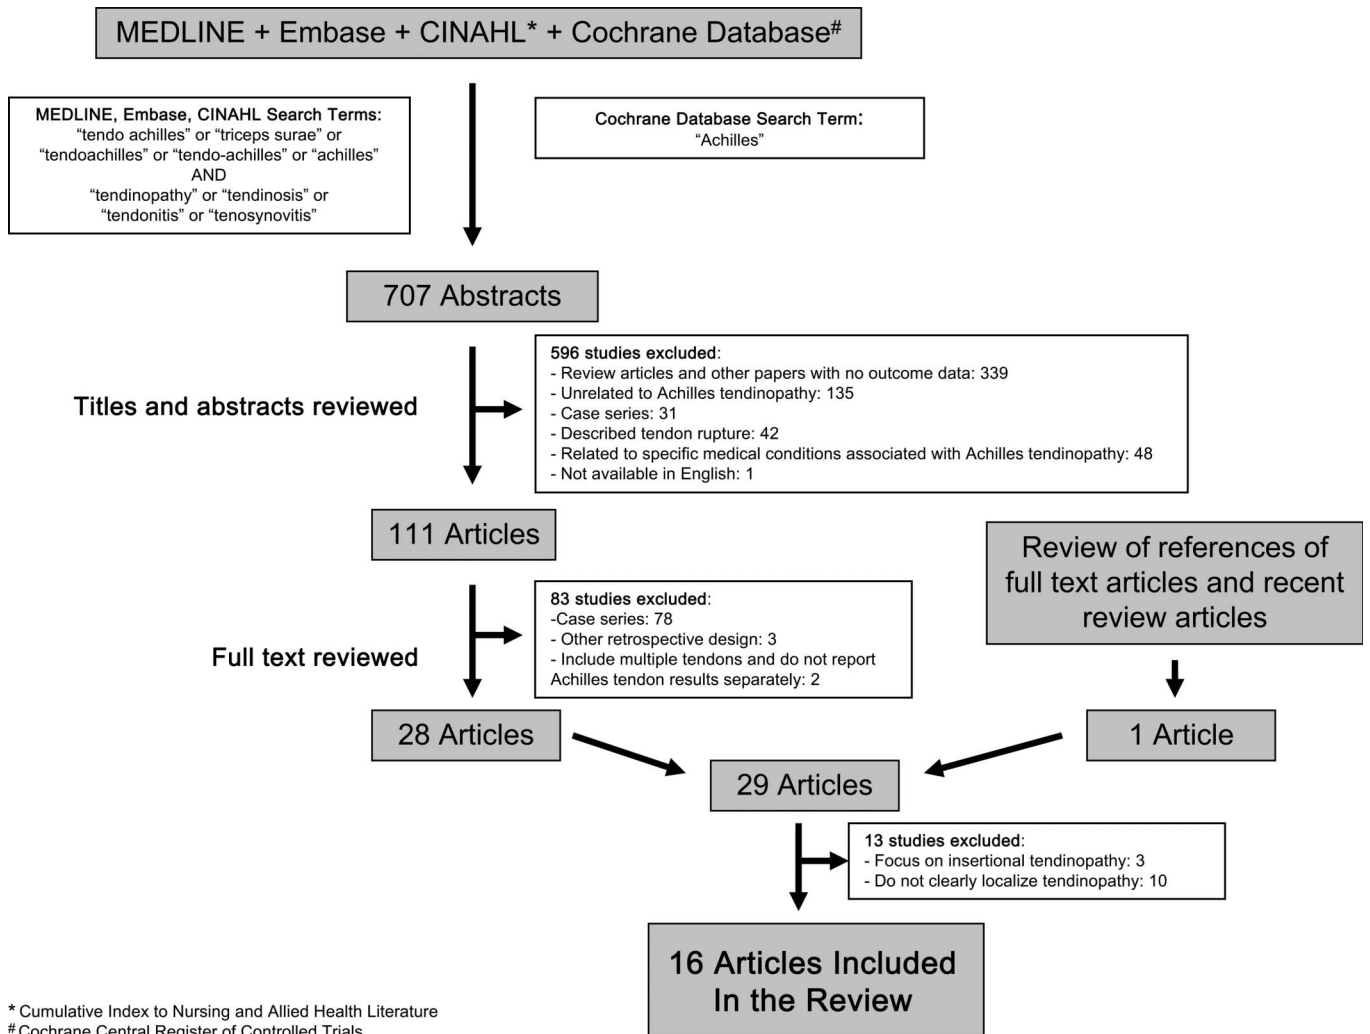 MEDLINE + Embase + CINAHL* + Cochrane Database#
MEDLINE, Embase, CINAHL Search Terms:
“tendo achilles” or “triceps surae” or
“tendoachilles” or “tendo-achilles” or “achilles”
AND
“tendinopathy” or “tendinosis” or
“tendonitis” or “tenosynovitis”
Cochrane Database Search Term:
“Achilles”
707 Abstracts
Titles and abstracts reviewed
596 studies excluded:
- Review articles and other papers with no outcome data: 339
- Unrelated to Achilles tendinopathy: 135
- Case series: 31
- Described tendon rupture: 42
- Related to specific medical conditions associated with Achilles tendinopathy: 48
- Not available in English: 1
111 Articles
Review of references of
full text articles and recent
review articles
Full text reviewed
83 studies excluded:
-Case series: 78
- Other retrospective design: 3
- Include multiple tendons and do not report
Achilles tendon results separately: 2
28 Articles
1 Article
29 Articles
13 studies excluded:
- Focus on insertional tendinopathy: 3
- Do not clearly localize tendinopathy: 10
16 Articles Included
In the Review
* Cumulative Index to Nursing and Allied Health Literature
# Cochrane Central Register of Controlled Trials